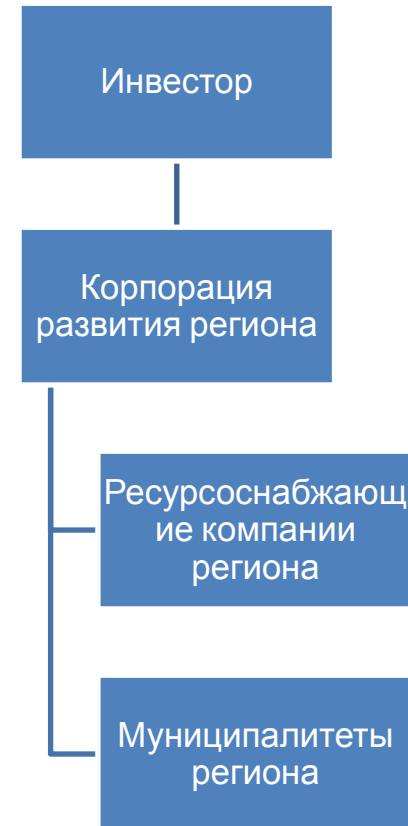 Инвестор
Корпорация
развития региона
Ресурсоснабжающ
ие компании
региона
Муниципалитеты
региона